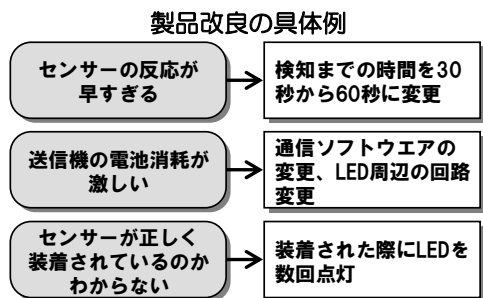 製品改良の具体例
センサーの反応が
早すぎる
検知までの時間を30
秒から60秒に変更
送信機の電池消耗が
激しい
通信ソフトウエアの
変更、LED周辺の回路
変更
センサーが正しく
装着されているのか
わからない
装着された際にLEDを
数回点灯